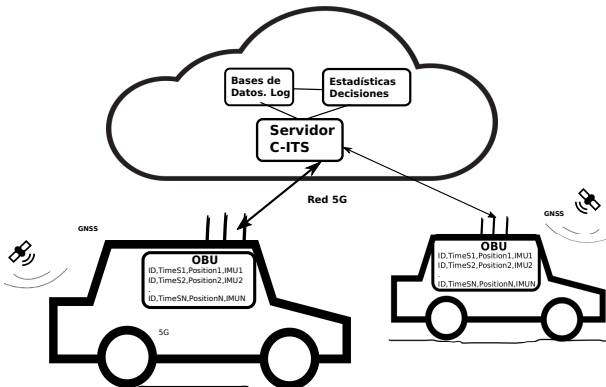 Bases de
Datos. Log
Estadísticas
Decisiones
Servidor
C-ITS
Red 5G
GNSS
GNSS
OBU
ID,TimeS1,Position1,IMU1
ID,TimeS2,Position2,IMU2
.
ID,TimeSN,PositionN,IMUN
5G
OBU
ID,TimeS1,Position1,IMU1
ID,TimeS2,Position2,IMU2
.
ID,TimeSN,PositionN,IMUN